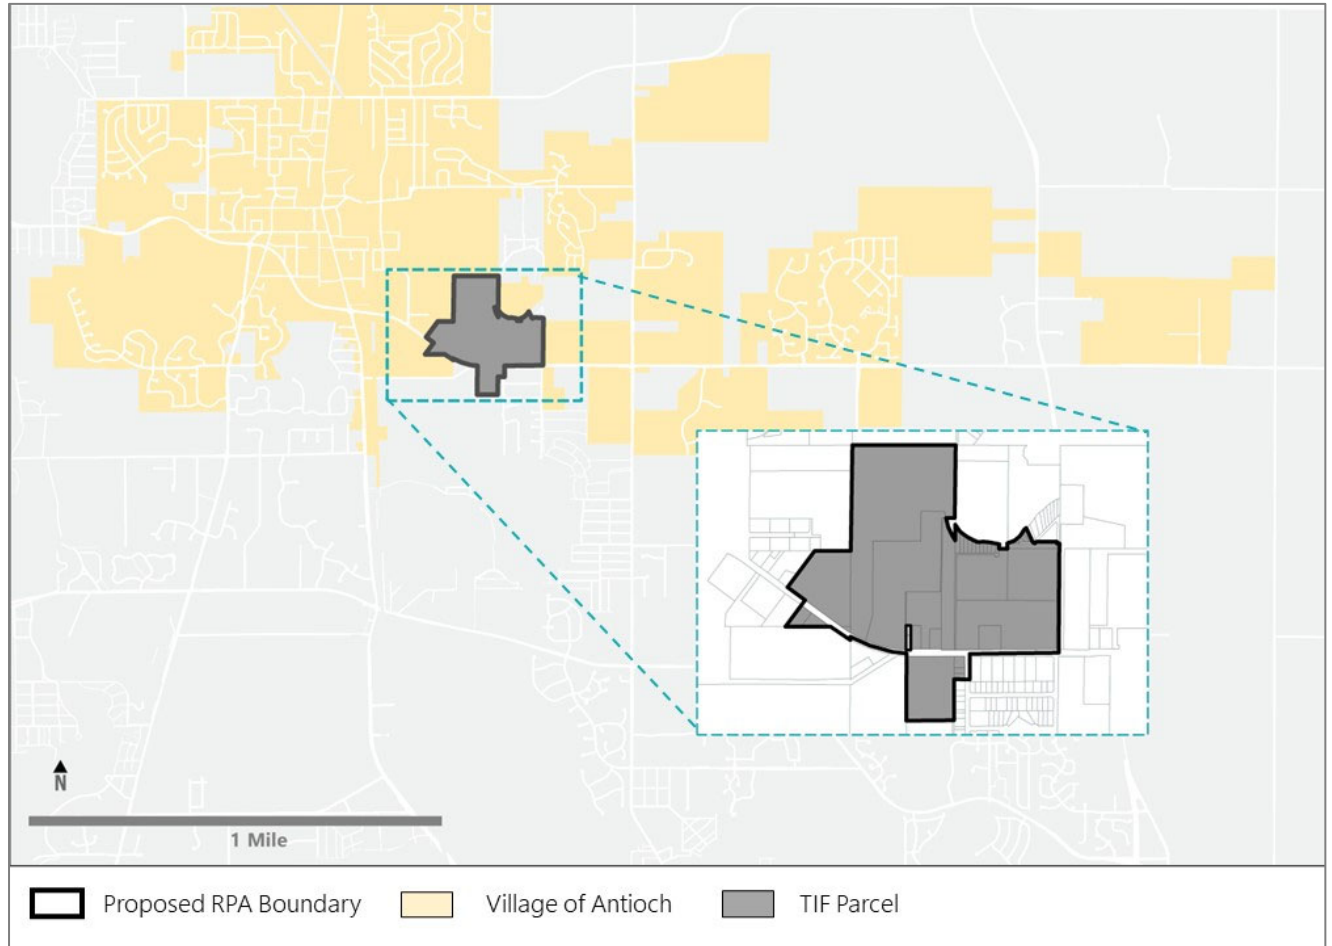 N
1 Mile
Proposed RPA Boundary
Village of Antioch
TIF Parcel